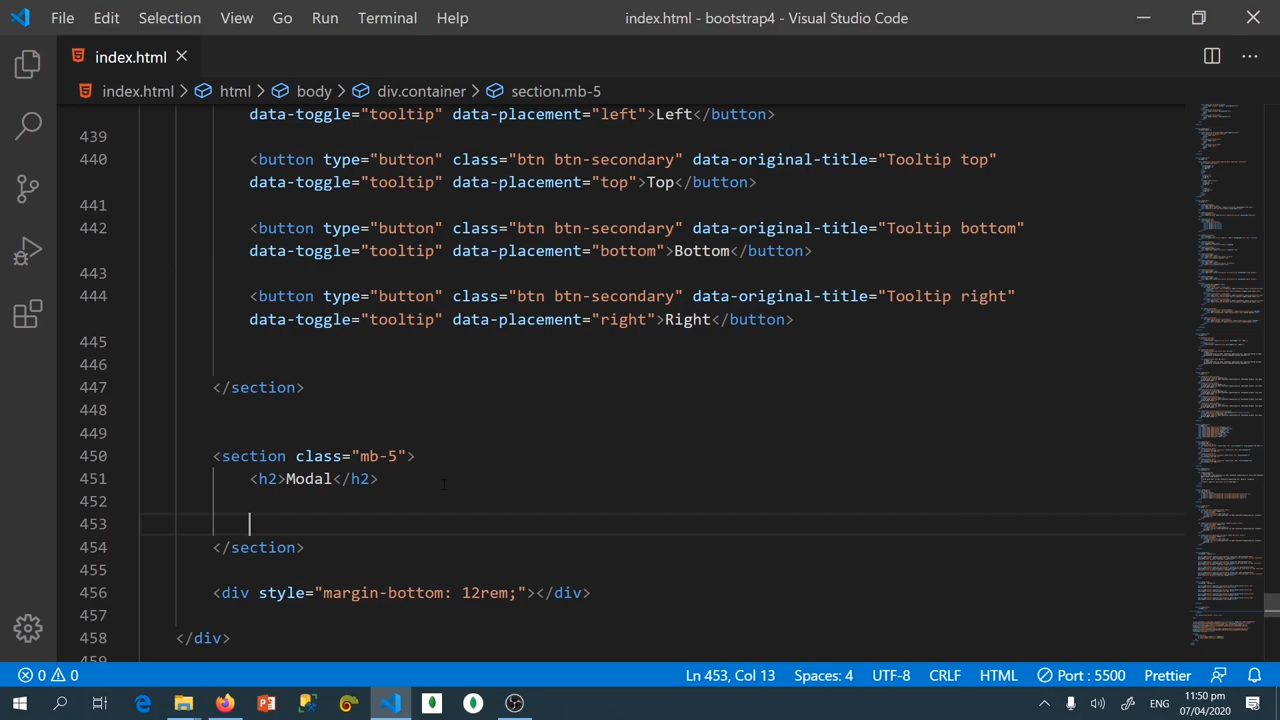 File Edit Selection View Go Run Terminal Help index.html - bootstrap4 - Visual Studio Code
index.html
index.html > html > body > div.container > section.mb-5
data-toggle="tooltip" data-placement="left">Left</button>
439
440 <button type="button" class="btn btn-secondary" data-original-title="Tooltip top"
data-toggle="tooltip" data-placement="top">Top</button>
441
442 <button type="button" class="btn btn-secondary" data-original-title="Tooltip bottom"
data-toggle="tooltip" data-placement="bottom">Bottom</button>
443
444 <button type="button" class="btn btn-secondary" data-original-title="Tooltip right"
data-toggle="tooltip" data-placement="right">Right</button>
445
446
447 </section>
448
449
450 <section class="mb-5">
451 <h2>Modal</h2>
452
453
454 </section>
455
456 <div style="margin-bottom: 12rem"></div>
457
458 </div>
459
0 0 Ln 453, Col 13 Spaces: 4 UTF-8 CRLF HTML Port : 5500 Prettier
ENG 11:50 pm
07/04/2020